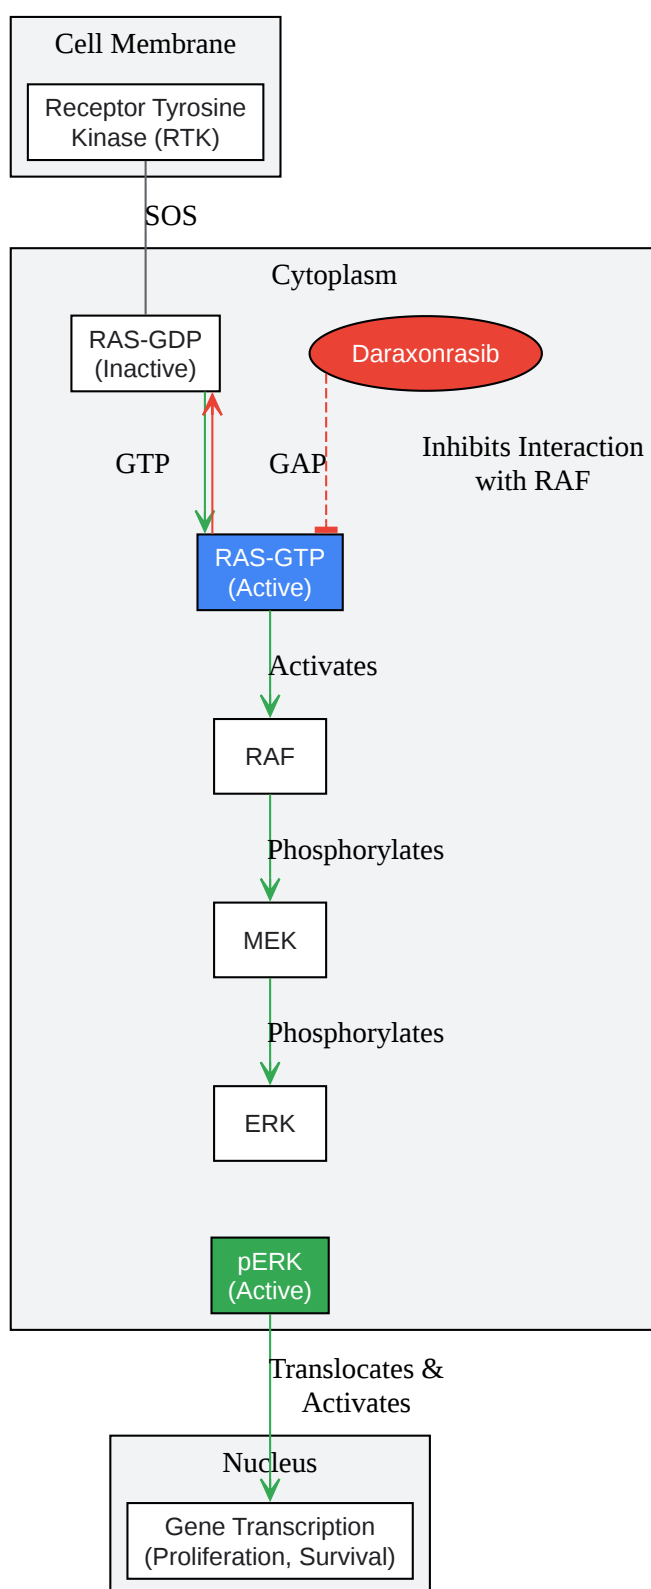 Cell Membrane
Receptor Tyrosine
Kinase (RTK)
SOS
Cytoplasm
RAS-GDP
(Inactive)
Daraxonrasib
GTP
GAP
Inhibits Interaction
with RAF
RAS-GTP
(Active)
Activates
RAF
Phosphorylates
MEK
Phosphorylates
ERK
pERK
(Active)
Translocates &
Activates
Nucleus
Gene Transcription
(Proliferation, Survival)